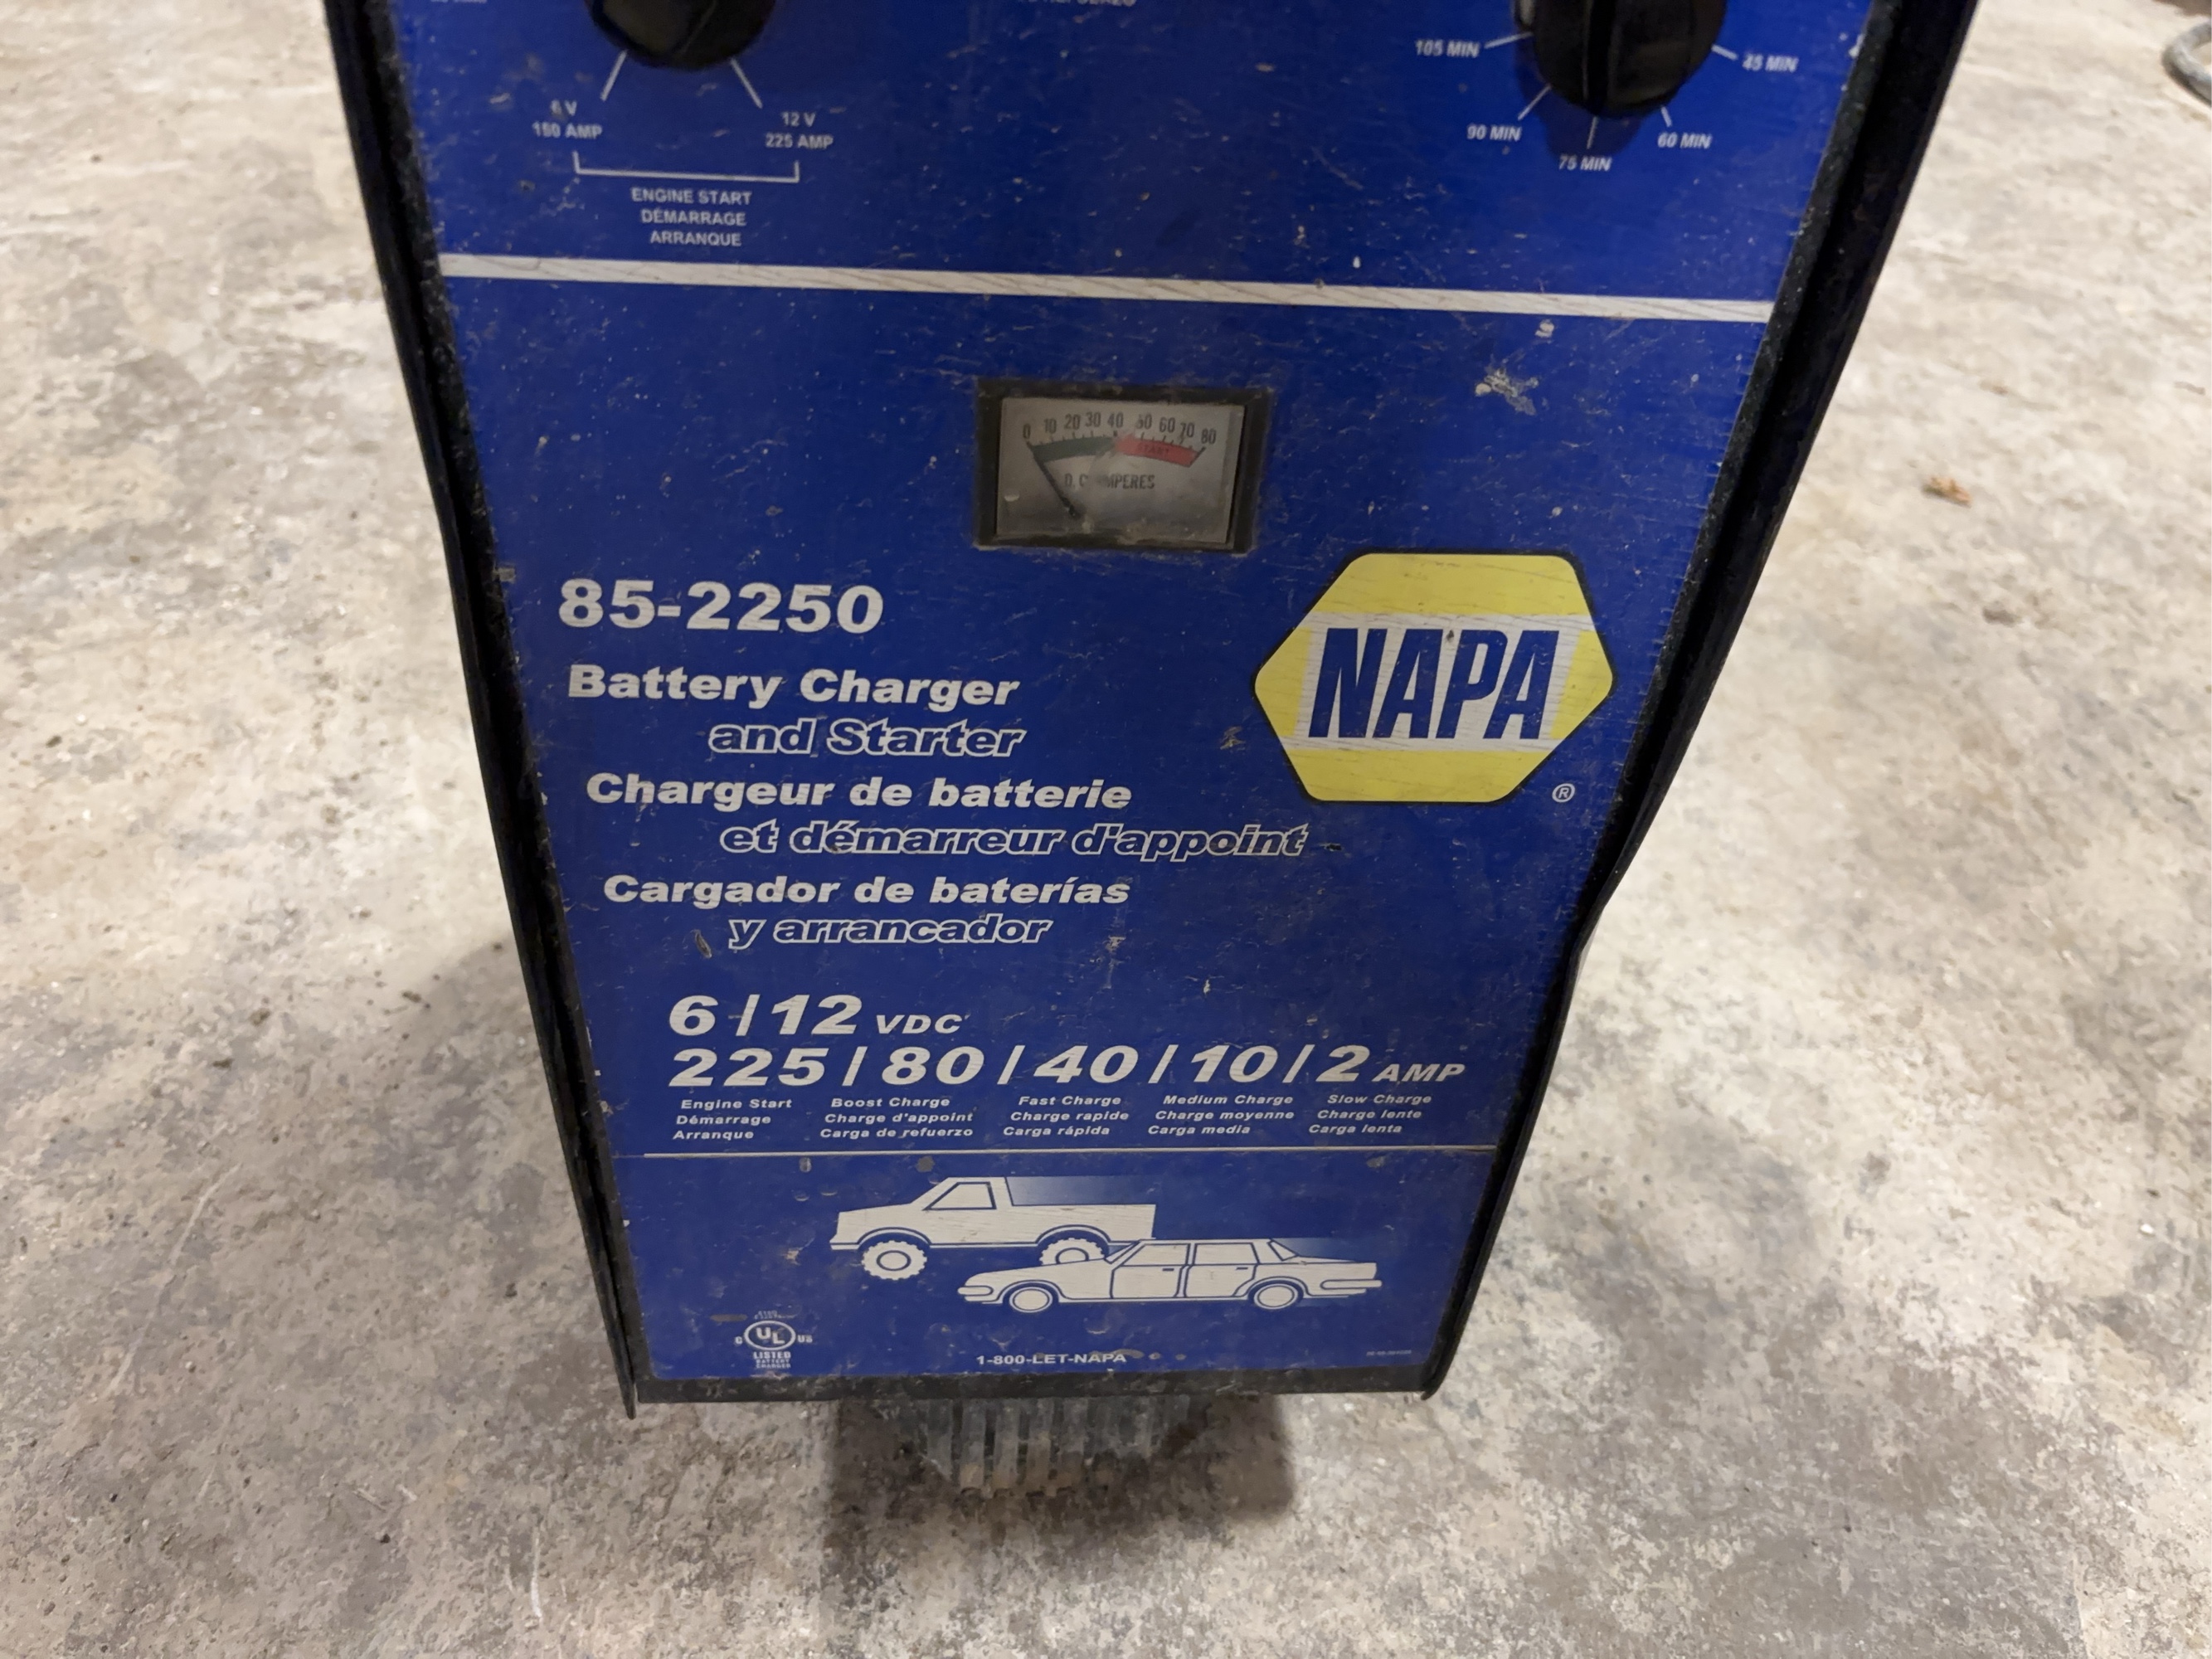 105 MIN
45 MIN
6 V
12 V
90 MIN
60 MIN
225 AMP
75 MIN
ENGINE START
DÉMARRAGE
ARRANQUE
0 10 20 30 40 50 60 70 80
START
D.C. AMPERES
85-2250
Battery Charger
and Starter
NAPA
®
Chargeur de batterie
et démarreur d'appoint
Cargador de baterías
y arrancador
6/12 VDC
225/80/40/10/2 AMP
Engine Start Boost Charge Fast Charge Medium Charge Slow Charge
Démarrage Charge d'appoint Charge rapide Charge moyenne Charge lente
Arranque Carga de refuerzo Carga rápida Carga media Carga lenta
C UL US
LISTED
BATTERY
CHARGER
1-800-LET-NAPA